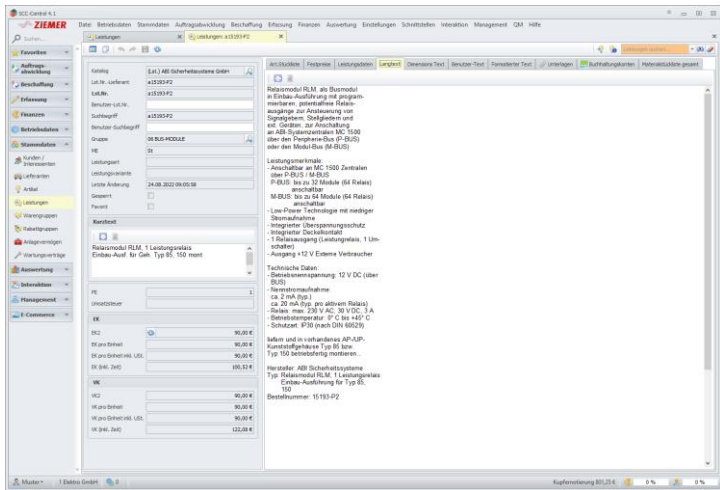 SCC-Control 4.1
ZIEMER
Datei Betriebsdaten Stammdaten Auftragsabwicklung Beschaffung Erfassung Finanzen Auswertung Einstellungen Schnittstellen Interaktion Management QM Hilfe
Suchen...
Leistungen
Leistungen: a15193-P2
Favoriten
Auftrags-
abwicklung
Beschaffung
Erfassung
Finanzen
Betriebsdaten
Stammdaten
Kunden /
Interessenten
Lieferanten
Artikel
Leistungen
Warengruppen
Rabattgruppen
Anlagevermögen
Wartungsverträge
Auswertung
Interaktion
Management
E-Commerce
Leistungen suchen...
Katalog (Lot.) ABI Sicherheitssysteme GmbH
Lot.Nr. Lieferant a15193-P2
Lot.Nr. a15193-P2
Benutzer-Lot.Nr.
Suchbegriff a15193-P2
Benutzer-Suchbegriff
Gruppe 06 BUS-MODULE
ME St
Leistungsart
Leistungsvariante
Letzte Änderung 24.08.2022 09:05:58
Gesperrt
Favorit
Kurztext
Relaismodul RLM, 1 Leistungsrelais
Einbau-Ausf. für Geh. Typ 85, 150 mont.
PE 1
Umsatzsteuer
EK
EK2 90,00 €
EK pro Einheit 90,00 €
EK pro Einheit inkl. USt. 90,00 €
EK (inkl. Zeit) 100,52 €
VK
VK2 90,00 €
VK pro Einheit 90,00 €
VK pro Einheit inkl. USt. 90,00 €
VK (inkl. Zeit) 122,08 €
Art.Stückliste Festpreise Leistungsdaten Langtext Dimensions Text Benutzer-Text Formatierter Text Unterlagen Buchhaltungskonten Materialstückliste gesamt
Relaismodul RLM, als Busmodul
in Einbau-Ausführung mit program-
mierbaren, potentialfreie Relais-
ausgänge zur Ansteuerung von
Signalgebern, Stellgliedern und
ext. Geräten, zur Anschaltung
an ABI-Systemzentralen MC 1500
über den Peripherie-Bus (P-BUS)
oder den Modul-Bus (M-BUS)
Leistungsmerkmale:
- Anschaltbar an MC 1500 Zentralen
über P-BUS / M-BUS
P-BUS: bis zu 32 Module (64 Relais)
anschaltbar
M-BUS: bis zu 64 Module (64 Relais)
anschaltbar
- Low-Power Technologie mit niedriger
Stromaufnahme
- Integrierter Überspannungsschutz
- Integrierter Deckelkontakt
- 1 Relaisausgang (Leistungsrelais, 1 Um-
schalter)
- Ausgang +12 V Externe Verbraucher
Technische Daten:
- Betriebsnennspannung: 12 V DC (über
BUS)
- Nennstromaufnahme
ca. 2 mA (typ.)
ca. 20 mA (typ. pro aktivem Relais)
- Relais: max. 230 V AC, 30 V DC, 3 A
- Betriebstemperatur: 0° C bis +45° C
- Schutzart: IP30 (nach DIN 60529)
liefern und in vorhandenes AP-/UP-
Kunststoffgehäuse Typ 85 bzw.
Typ 150 betriebsfertig montieren..
Hersteller: ABI Sicherheitssysteme
Typ: Relaismodul RLM, 1 Leistungsrelais
Einbau-Ausführung für Typ 85,
150
Bestellnummer: 15193-P2
Muster
1 Elektro GmbH
0
Kupfernotierung 801,23 €
0 %
0 %